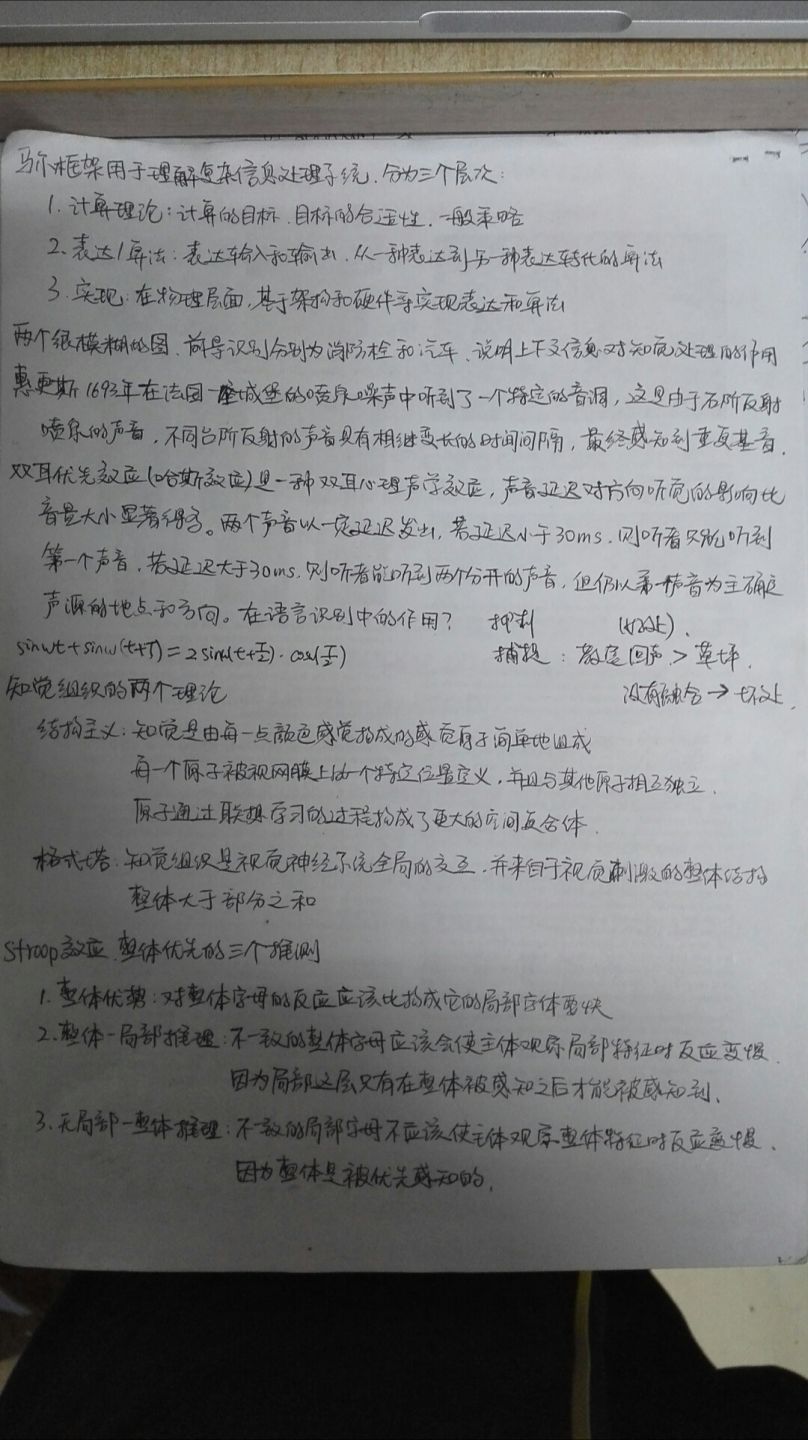 马尔框架用于理解复杂信息处理系统，分为三个层次：
1. 计算理论：计算的目标、目标的合适性、一般策略
2. 表达/算法：表达输入和输出，从一种表达到另一种表达转化的算法
3. 实现：在物理层面，基于架构和硬件等实现表达和算法
两个很模糊的图、前导识别分别为消防栓和汽车、说明上下文信息对知觉处理的作用
惠更斯1693年在法国一座城堡的喷泉噪声中听到了一个特定的音调，这是由于石阶反射
喷泉的声音，不同台阶反射的声音具有相继变长的时间间隔，最终感知到重复基音.
双耳优先效应(哈斯效应)是一种双耳心理声学效应，声音延迟对方向听觉的影响比
音量大小显著得多。两个声音以一定延迟发出，若延迟小于30ms，则听者只能听到
第一个声音，若延迟大于30ms，则听者能听到两个分开的声音，但仍以第一声音为主确定
声源的地点和方向。在语言识别中的作用？ 抑制 (好处).
sinwt+sinw(t+T)=2sinw(t+T/2)·cos(T/2) 捕捉：教室回声>草坪.
知觉组织的两个理论 没有融合→坏处.
结构主义：知觉是由每一点颜色感觉构成的感觉原子简单地组成
每一个原子被视网膜上的一个特定位置定义，并且与其他原子相互独立.
原子通过联想学习的过程构成了更大的空间复合体.
格式塔：知觉组织是视觉神经系统全局的交互，并来自于视觉刺激的整体结构
整体大于部分之和
Stroop效应、整体优先的三个推测
1. 整体优势：对整体字母的反应应该比构成它的局部字体要快
2. 整体-局部推理：不一致的整体字母应该会使主体观察局部特征时反应变慢.
因为局部这层只有在整体被感知之后才能被感知到.
3. 无局部-整体推理：不一致的局部字母不应该使主体观察整体特征时反应变慢.
因为整体是被优先感知的.